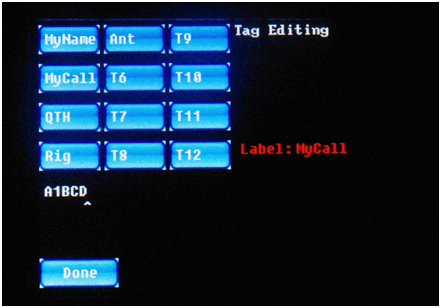 MyName Ant T9 Tag Editing
MyCall T6 T10
QTH T7 T11
Rig T8 T12 Label: MyCall
A1BCD
^
Done